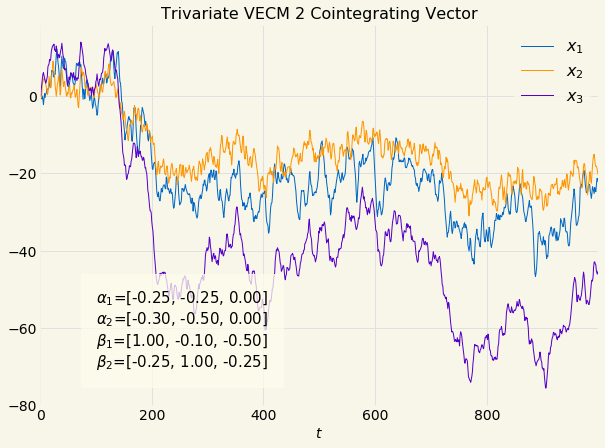 Trivariate VECM 2 Cointegrating Vector
x₁
x₂
x₃
0
−20
−40
−60
−80
α₁=[-0.25, -0.25, 0.00]
α₂=[-0.30, -0.50, 0.00]
β₁=[1.00, -0.10, -0.50]
β₂=[-0.25, 1.00, -0.25]
0 200 400 600 800
t